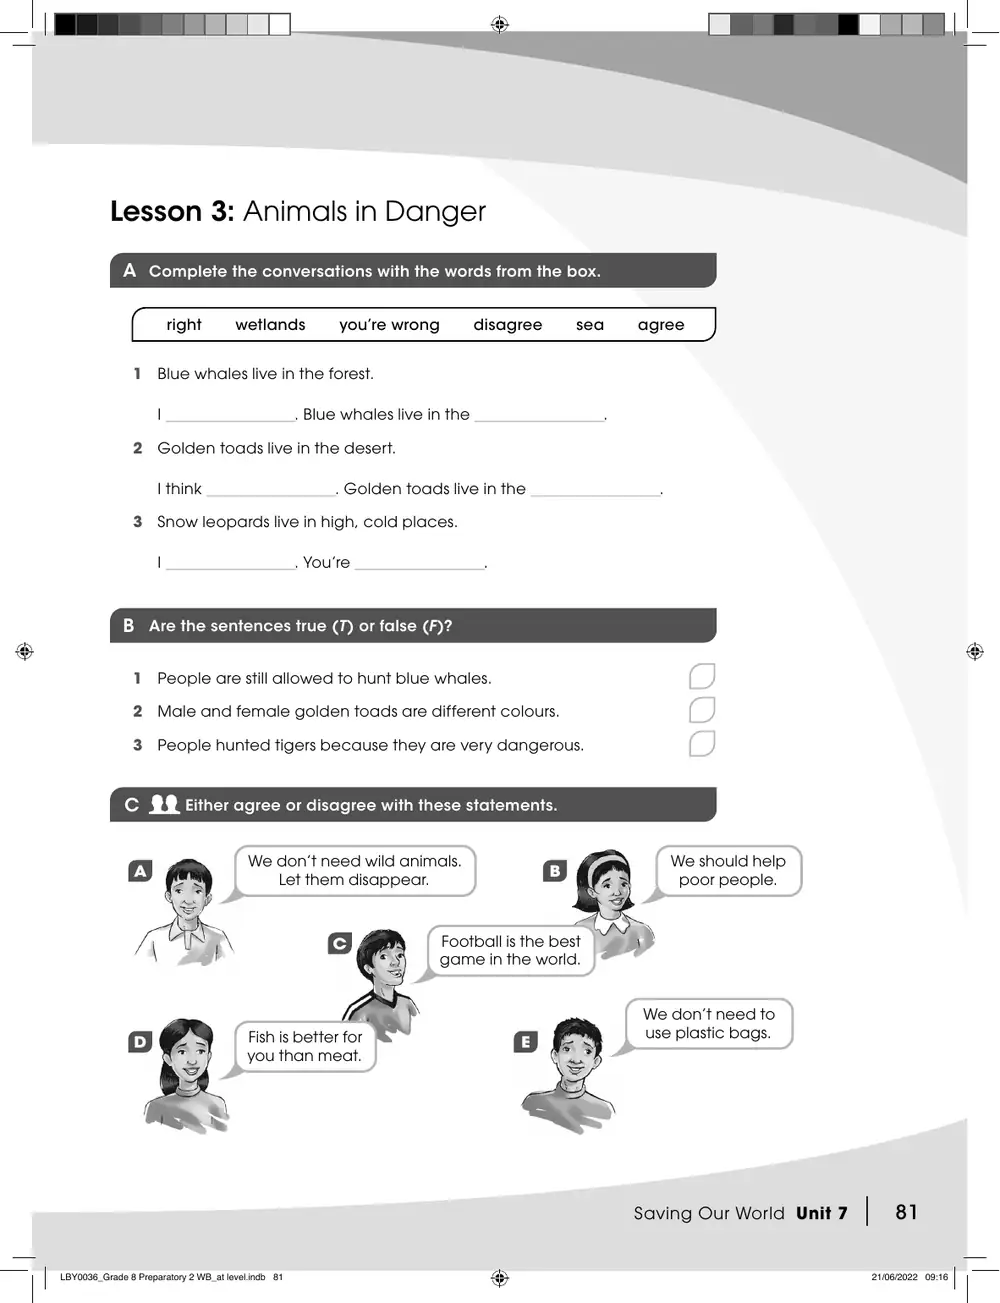 Lesson 3: Animals in Danger
A Complete the conversations with the words from the box.
right wetlands you're wrong disagree sea agree
1 Blue whales live in the forest.
I ______________. Blue whales live in the ______________.
2 Golden toads live in the desert.
I think ______________. Golden toads live in the ______________.
3 Snow leopards live in high, cold places.
I ______________. You're ______________.
B Are the sentences true (T) or false (F)?
1 People are still allowed to hunt blue whales.
2 Male and female golden toads are different colours.
3 People hunted tigers because they are very dangerous.
C Either agree or disagree with these statements.
A
We don't need wild animals.
Let them disappear.
B
We should help
poor people.
C
Football is the best
game in the world.
D
Fish is better for
you than meat.
E
We don't need to
use plastic bags.
Saving Our World Unit 7 81
LBY0036_Grade 8 Preparatory 2 WB_at level.indb 81
21/06/2022 09:16